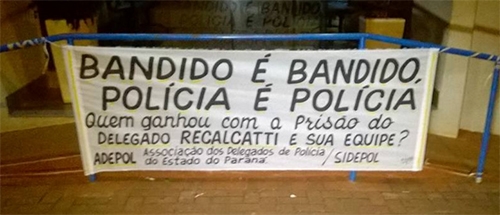 BANDIDO É BANDIDO,
POLÍCIA É POLÍCIA
Quem ganhou com a Prisão do
DELEGADO RECALCATTI E SUA EQUIPE?
ADEPOL Associação dos Delegados de Polícia
do Estado do Paraná. / SIDEPOL